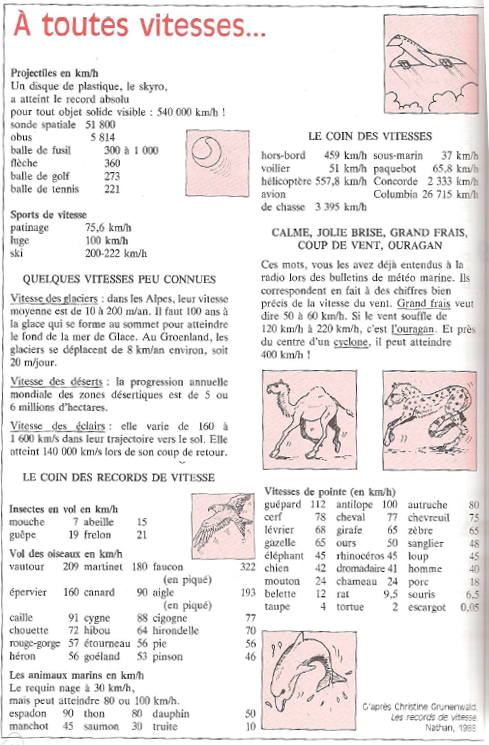 À toutes vitesses...
Projectiles en km/h
Un disque de plastique, le skyro,
a atteint le record absolu
pour tout objet solide visible : 540 000 km/h !
sonde spatiale 51 800
obus 5 814
balle de fusil 300 à 1 000
flèche 360
balle de golf 273
balle de tennis 221
Sports de vitesse
patinage 75,6 km/h
luge 100 km/h
ski 200-222 km/h
QUELQUES VITESSES PEU CONNUES
Vitesse des glaciers : dans les Alpes, leur vitesse
moyenne est de 10 à 200 m/an. Il faut 100 ans à
la glace qui se forme au sommet pour atteindre
le fond de la mer de Glace. Au Groenland, les
glaciers se déplacent de 8 km/an environ, soit
20 m/jour.
Vitesse des déserts : la progression annuelle
mondiale des zones désertiques est de 5 ou
6 millions d'hectares.
Vitesse des éclairs : elle varie de 160 à
1 600 km/s dans leur trajectoire vers le sol. Elle
atteint 140 000 km/s lors de son coup de retour.
LE COIN DES VITESSES
hors-bord 459 km/h sous-marin 37 km/h
voilier 51 km/h paquebot 65,8 km/h
hélicoptère 557,8 km/h Concorde 2 333 km/h
avion Columbia 26 715 km/h
de chasse 3 395 km/h
CALME, JOLIE BRISE, GRAND FRAIS,
COUP DE VENT, OURAGAN
Ces mots, vous les avez déjà entendus à la
radio lors des bulletins de météo marine. Ils
correspondent en fait à des chiffres bien
précis de la vitesse du vent. Grand frais veut
dire 50 à 60 km/h. Si le vent souffle de
120 km/h à 220 km/h, c'est l'ouragan. Et près
du centre d'un cyclone, il peut atteindre
400 km/h !
LE COIN DES RECORDS DE VITESSE
Insectes en vol en km/h
mouche 7 abeille 15
guêpe 19 frelon 21
Vol des oiseaux en km/h
vautour 209 martinet 180 faucon 322
(en piqué)
épervier 160 canard 90 aigle 193
(en piqué)
caille 91 cygne 88 cigogne 77
chouette 72 hibou 64 hirondelle 70
rouge-gorge 57 étourneau 56 pie 56
héron 56 goéland 53 pinson 46
Les animaux marins en km/h
Le requin nage à 30 km/h,
mais peut atteindre 80 ou 100 km/h.
espadon 90 thon 80 dauphin 50
manchot 45 saumon 30 truite 10
Vitesses de pointe (en km/h)
guépard 112 antilope 100 autruche 80
cerf 78 cheval 77 chevreuil 75
lévrier 68 girafe 65 zèbre 65
gazelle 65 ours 50 sanglier 48
éléphant 45 rhinocéros 45 loup 45
chien 42 dromadaire 41 homme 40
mouton 24 chameau 24 porc 18
belette 12 rat 9,5 souris 6,5
taupe 4 tortue 2 escargot 0,05
D'après Christine Grunenwald,
Les records de vitesse,
Nathan, 1989